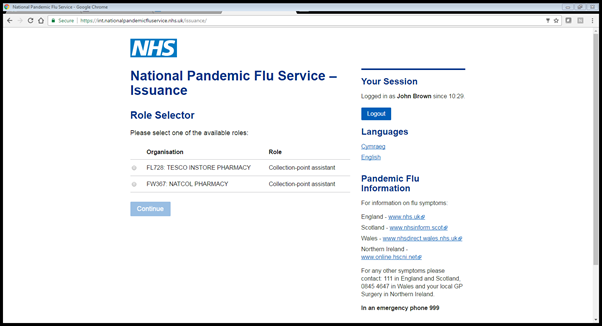 National Pandemic Flu Service - Google Chrome
Secure
https://int.nationalpandemicfluservice.nhs.uk/issuance/
NHS
National Pandemic Flu Service –
Issuance
Role Selector
Please select one of the available roles:
Organisation Role
FL728: TESCO INSTORE PHARMACY Collection-point assistant
FW367: NATCOL PHARMACY Collection-point assistant
Continue
Your Session
Logged in as John Brown since 10:29.
Logout
Languages
Cymraeg
English
Pandemic Flu
Information
For information on flu symptoms:
England - www.nhs.uk
Scotland - www.nhsinform.scot
Wales - www.nhsdirect.wales.nhs.uk
Northern Ireland -
www.online.hscni.net
For any other symptoms please
contact: 111 in England and Scotland,
0845 4647 in Wales and your local GP
Surgery in Northern Ireland.
In an emergency phone 999